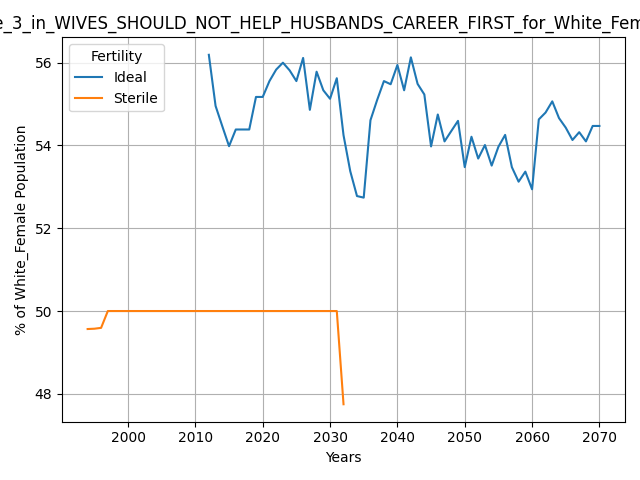 e_3_in_WIVES_SHOULD_NOT_HELP_HUSBANDS_CAREER_FIRST_for_White_Fem
Fertility
Ideal
Sterile
% of White_Female Population
56
54
52
50
48
2000 2010 2020 2030 2040 2050 2060 2070
Years